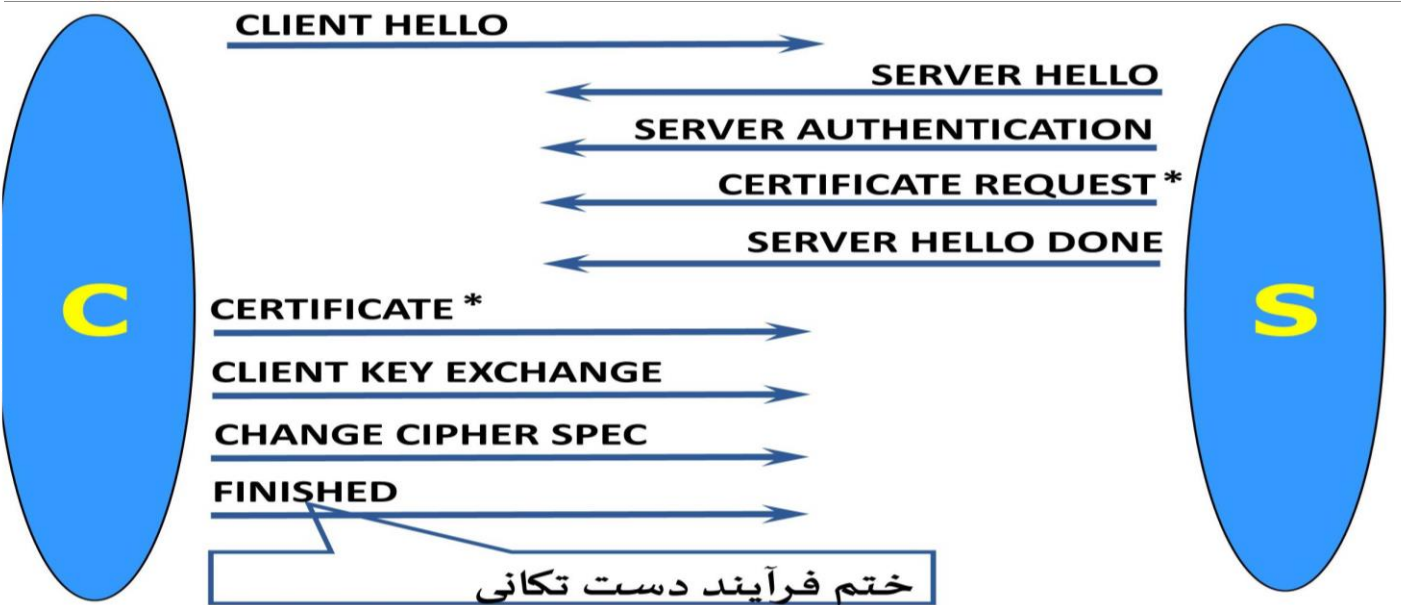 CLIENT HELLO
SERVER HELLO
SERVER AUTHENTICATION
CERTIFICATE REQUEST *
SERVER HELLO DONE
C
S
CERTIFICATE *
CLIENT KEY EXCHANGE
CHANGE CIPHER SPEC
FINISHED
ختم فرآیند دست تکانی